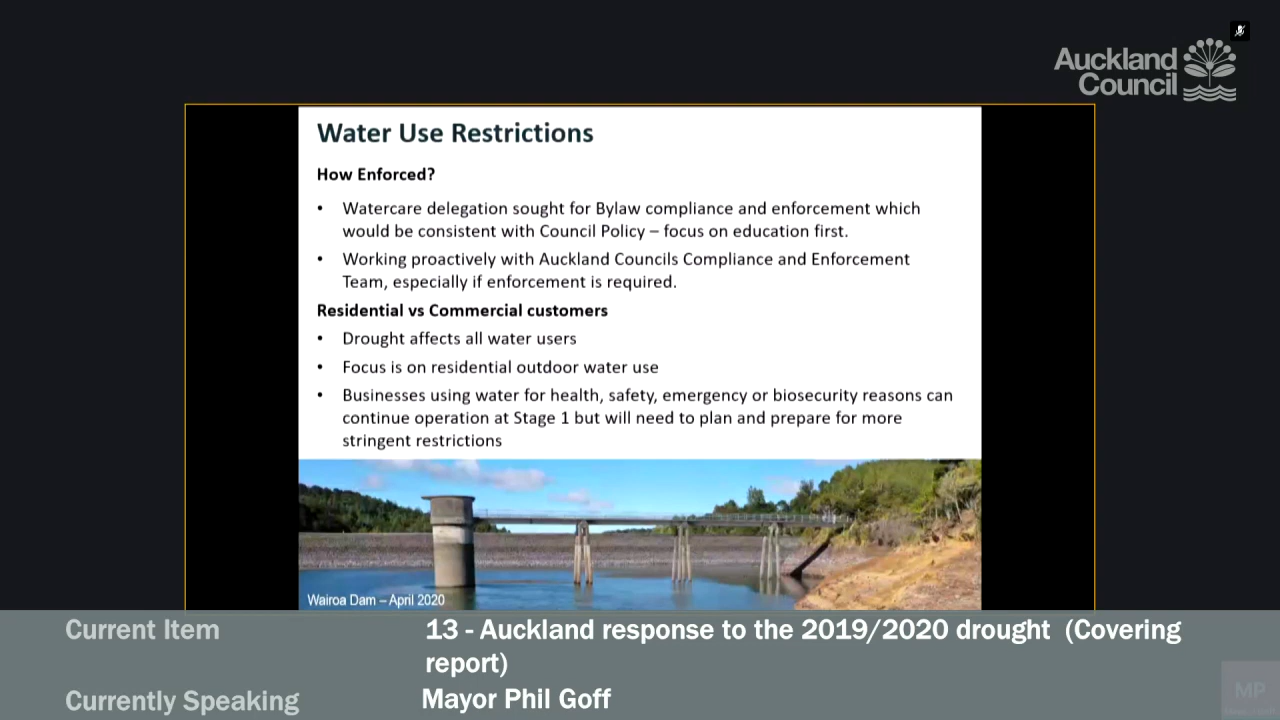 Auckland
Council
Water Use Restrictions
How Enforced?
• Watercare delegation sought for Bylaw compliance and enforcement which
would be consistent with Council Policy – focus on education first.
• Working proactively with Auckland Councils Compliance and Enforcement
Team, especially if enforcement is required.
Residential vs Commercial customers
• Drought affects all water users
• Focus is on residential outdoor water use
• Businesses using water for health, safety, emergency or biosecurity reasons can
continue operation at Stage 1 but will need to plan and prepare for more
stringent restrictions
Wairoa Dam – April 2020
Current Item
13 - Auckland response to the 2019/2020 drought (Covering
report)
Currently Speaking
Mayor Phil Goff
MP